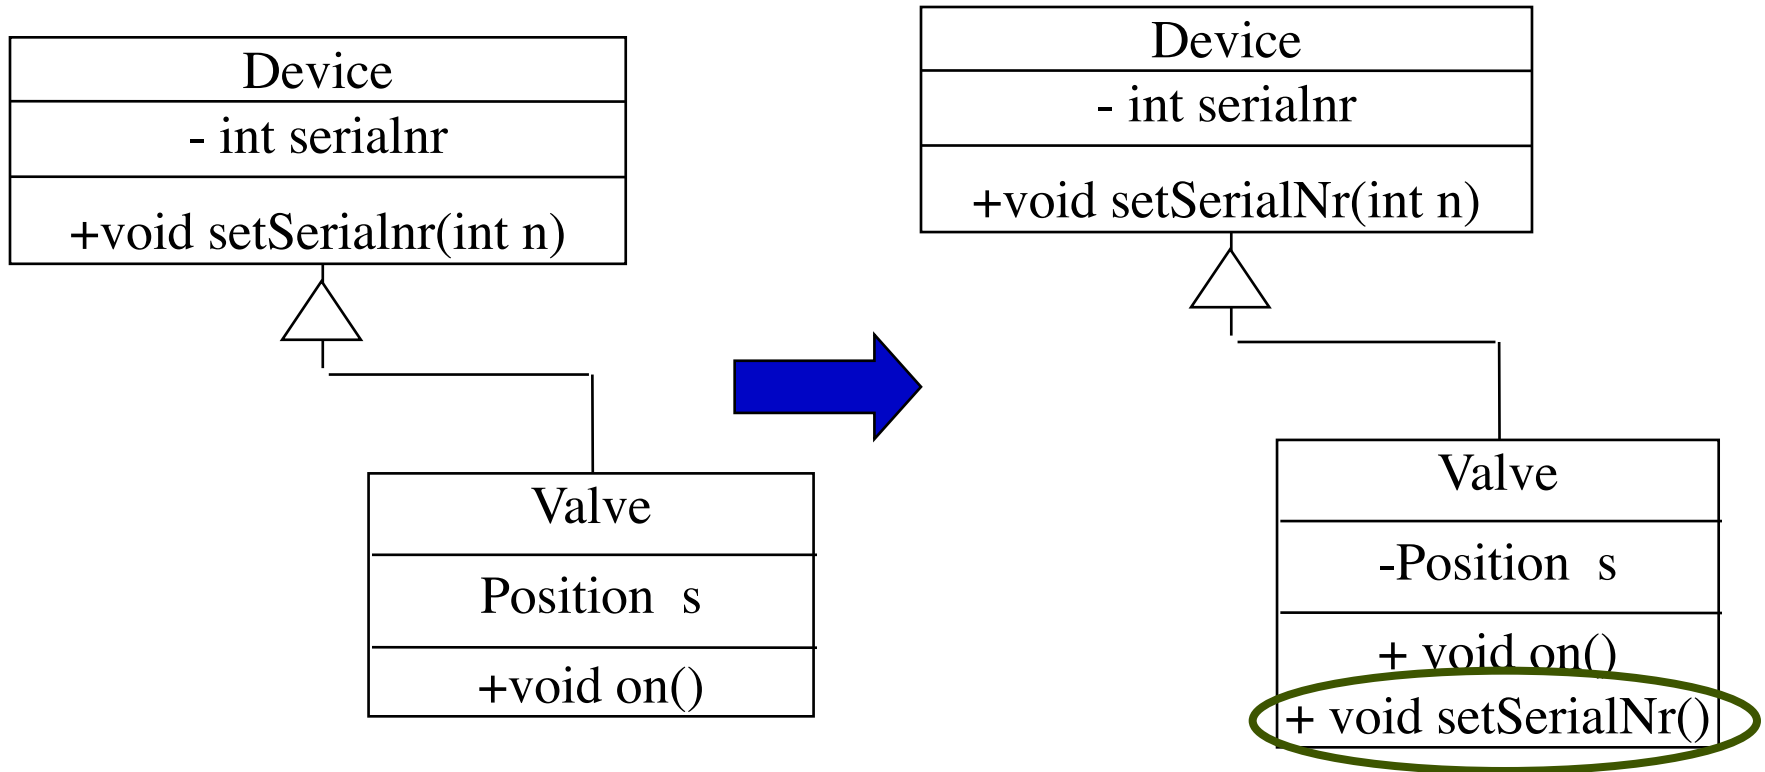 Device
- int serialnr
+void setSerialnr(int n)
Valve
Position s
+void on()
Device
- int serialnr
+void setSerialNr(int n)
Valve
-Position s
+ void on()
+ void setSerialNr()